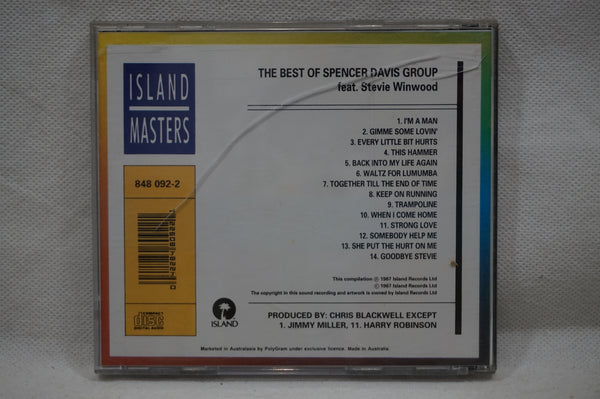 ISLAND
MASTERS
848 092-2
COMPACT
disc
DIGITAL AUDIO
THE BEST OF SPENCER DAVIS GROUP
feat. Stevie Winwood
1. I'M A MAN
2. GIMME SOME LOVIN'
3. EVERY LITTLE BIT HURTS
4. THIS HAMMER
5. BACK INTO MY LIFE AGAIN
6. WALTZ FOR LUMUMBA
7. TOGETHER TILL THE END OF TIME
8. KEEP ON RUNNING
9. TRAMPOLINE
10. WHEN I COME HOME
11. STRONG LOVE
12. SOMEBODY HELP ME
13. SHE PUT THE HURT ON ME
14. GOODBYE STEVIE
This compilation ℗ 1967 Island Records Ltd
© 1967 Island Records Ltd
The copyright in this sound recording and artwork is owned by Island Records Ltd
ISLAND
PRODUCED BY: CHRIS BLACKWELL EXCEPT
1. JIMMY MILLER, 11. HARRY ROBINSON
Marketed in Australasia by PolyGram under exclusive licence. Made in Australia.